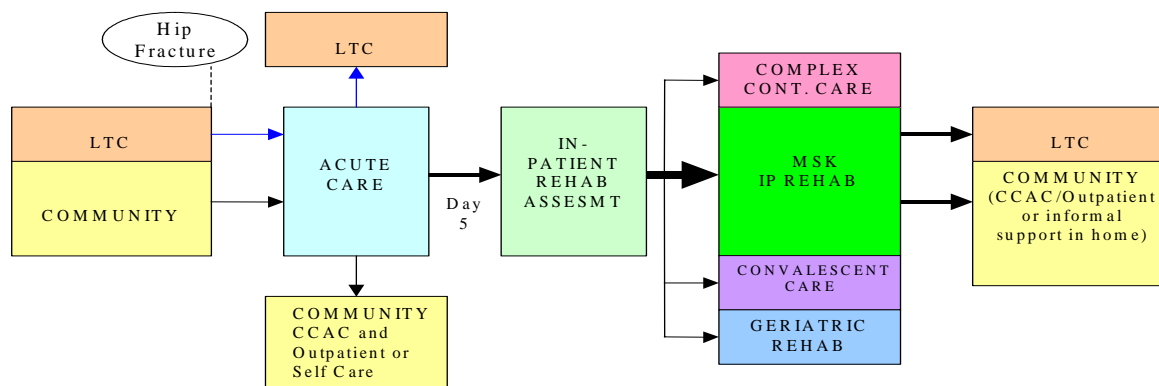 Hip
Fracture
LTC
LTC
COMMUNITY
ACUTE
CARE
COMMUNITY
CCAC and
Outpatient or
Self Care
Day
5
IN-
PATIENT
REHAB
ASSESMT
COMPLEX
CONT. CARE
MSK
IP REHAB
CONVALESCENT
CARE
GERIATRIC
REHAB
LTC
COMMUNITY
(CCAC/Outpatient
or informal
support in home)